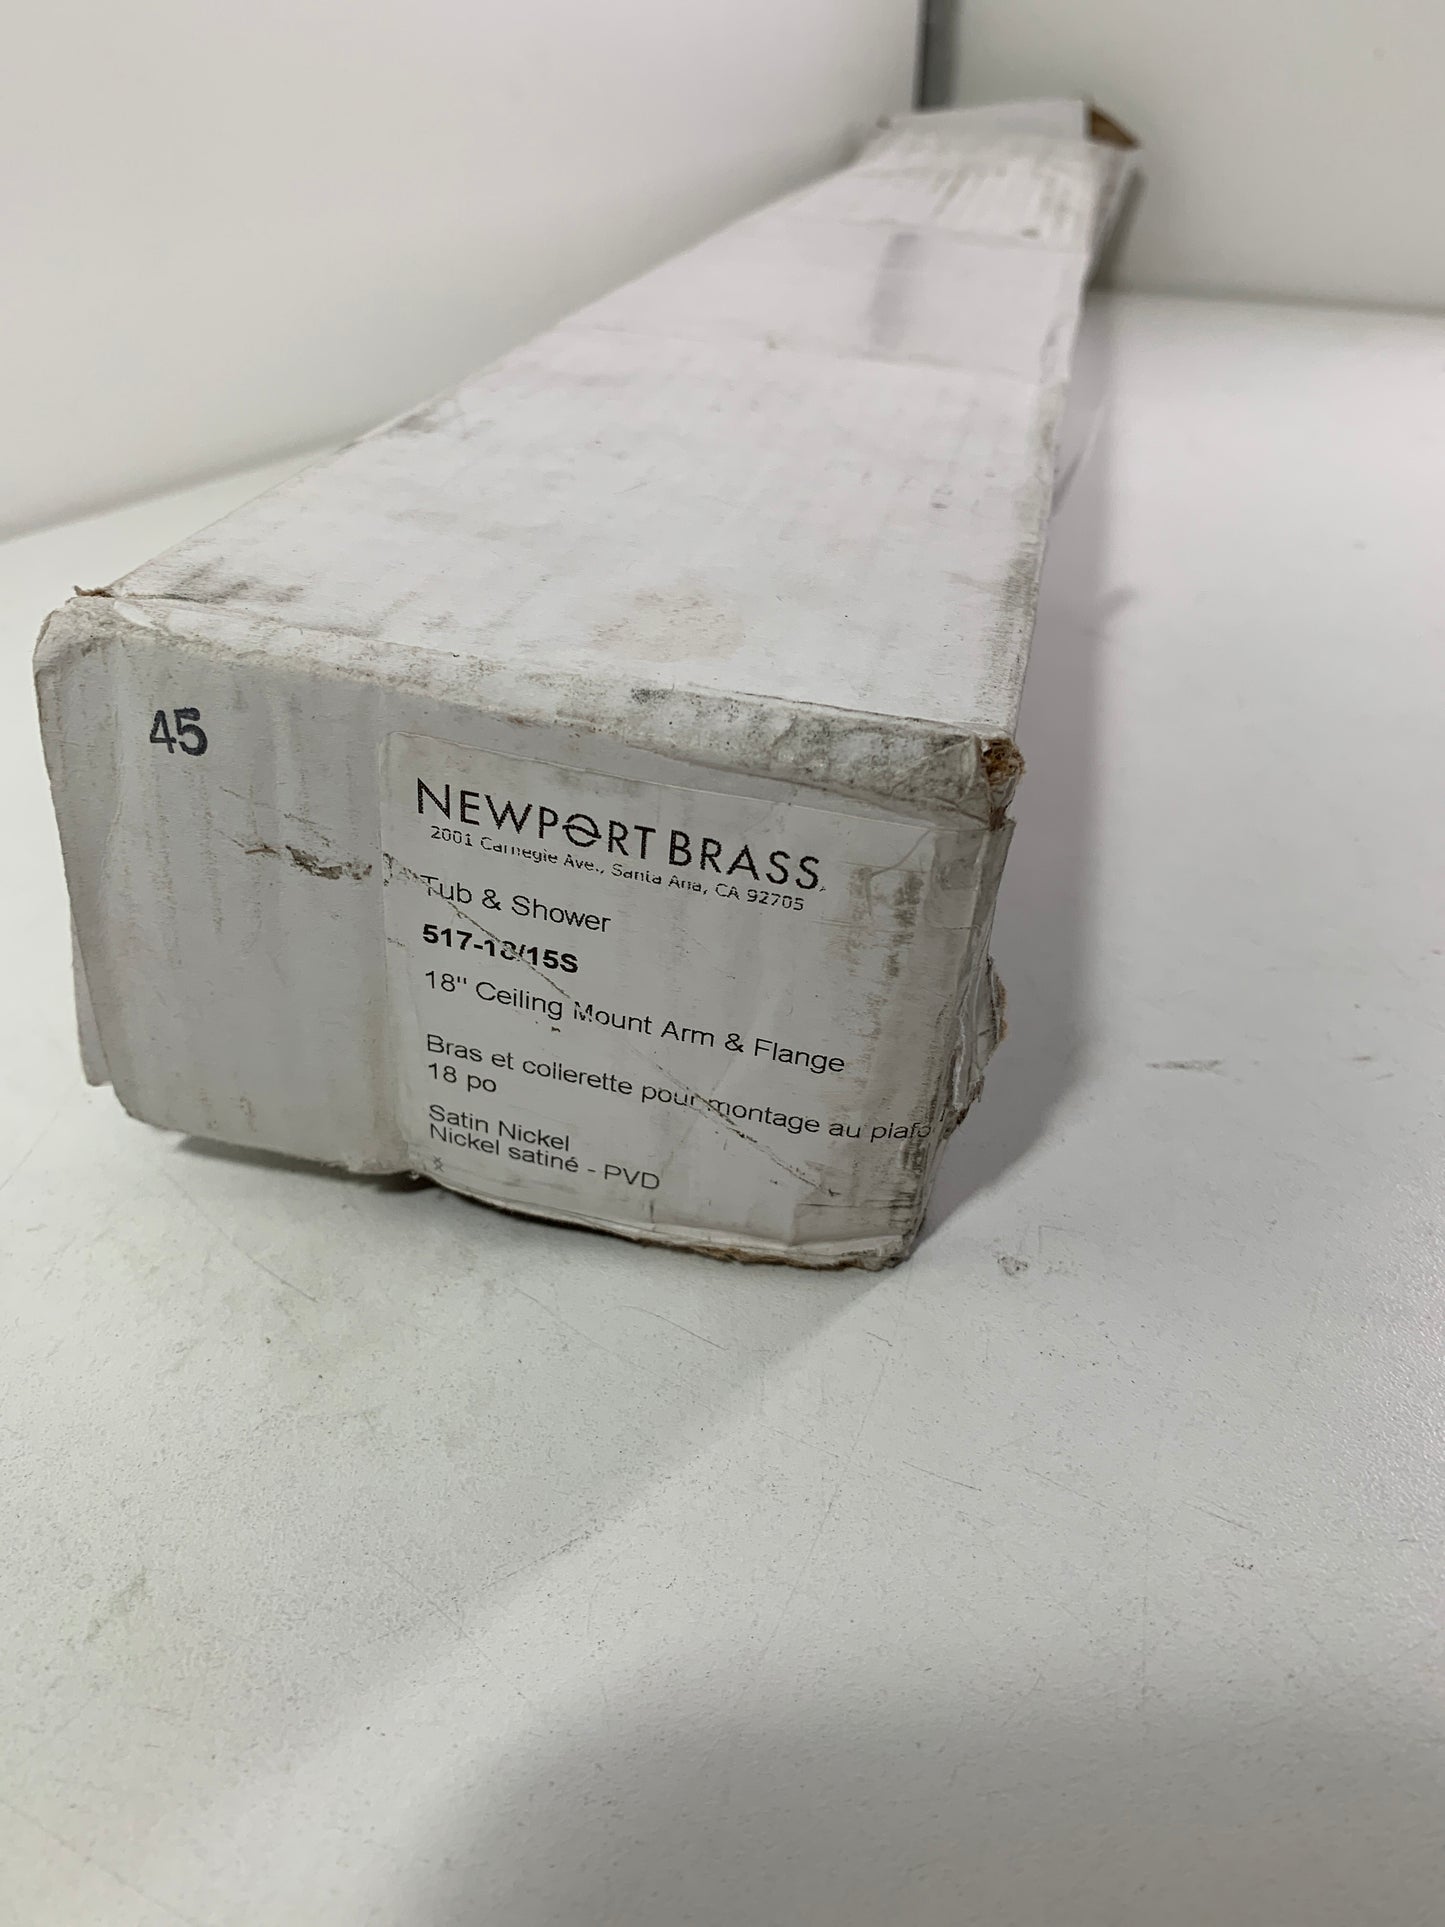 45
NEWPORT BRASS
2001 Carnegie Ave., Santa Ana, CA 92705
Tub & Shower
517-18/15S
18" Ceiling Mount Arm & Flange
Bras et collerette pour montage au plafo
18 po
Satin Nickel
Nickel satiné - PVD